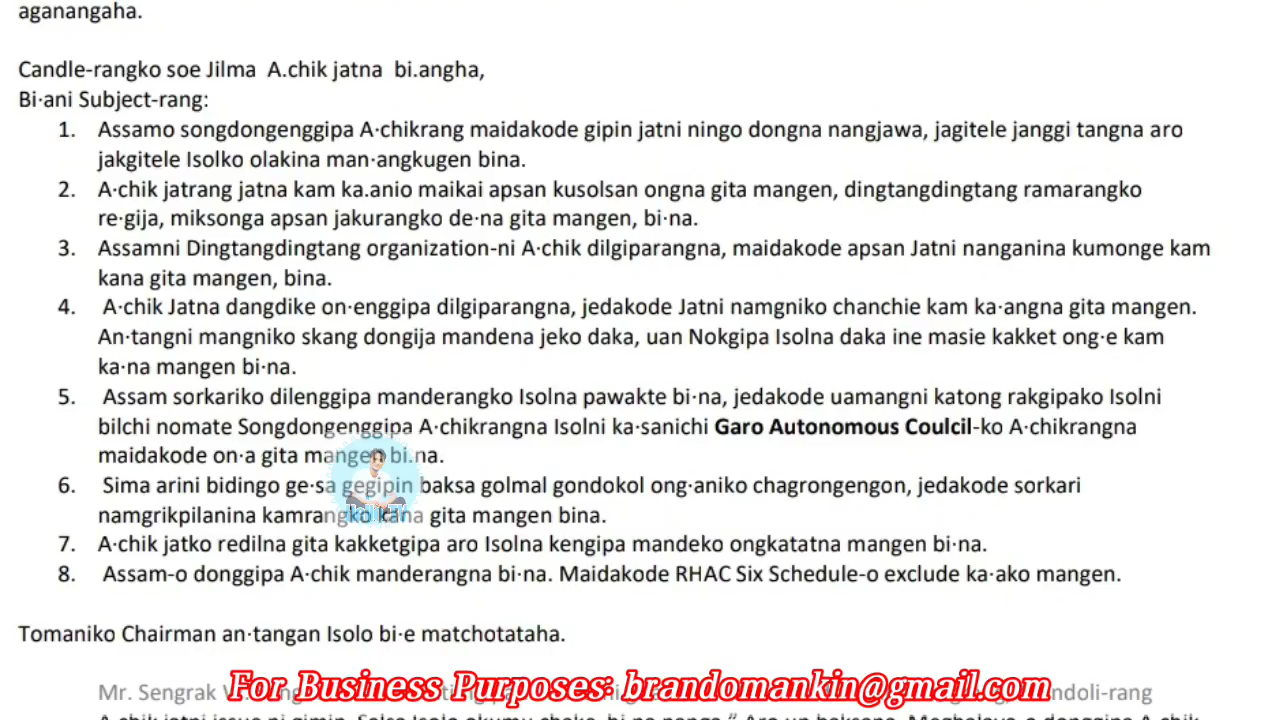 aganangaha.
Candle-rangko soe Jilma A.chik jatna bi.angha,
Bi·ani Subject-rang:
1. Assamo songdongenggipa A·chikrang maidakode gipin jatni ningo dongna nangjawa, jagitele janggi tangna aro
jakgitele Isolko olakina man·angkugen bina.
2. A·chik jatrang jatna kam ka.anio maikai apsan kusolsan ongna gita mangen, dingtangdingtang ramarangko
re·gija, miksonga apsan jakurangko de·na gita mangen, bi·na.
3. Assamni Dingtangdingtang organization-ni A·chik dilgiparangna, maidakode apsan Jatni nanganina kumonge kam
kana gita mangen, bina.
4. A·chik Jatna dangdike on·enggipa dilgiparangna, jedakode Jatni namgniko chanchie kam ka·angna gita mangen.
An·tangni mangniko skang dongija mandena jeko daka, uan Nokgipa Isolna daka ine masie kakket ong·e kam
ka·na mangen bi·na.
5. Assam sorkariko dilenggipa manderangko Isolna pawakte bi·na, jedakode uamangni katong rakgipako Isolni
bilchi nomate Songdongenggipa A·chikrangna Isolni ka·sanichi Garo Autonomous Coulcil-ko A·chikrangna
maidakode on·a gita mangen bi.na.
6. Sima arini bidingo ge·sa gegipin baksa golmal gondokol ong·aniko chagrongengon, jedakode sorkari
namgrikpilanina kamrangko kana gita mangen bina.
7. A·chik jatko redilna gita kakketgipa aro Isolna kengipa mandeko ongkatatna mangen bi·na.
8. Assam-o donggipa A·chik manderangna bi·na. Maidakode RHAC Six Schedule-o exclude ka·ako mangen.
Tomaniko Chairman an·tangan Isolo bi·e matchotataha.
Mr. Sengrak
For Business Purposes: brandomankin@gmail.com